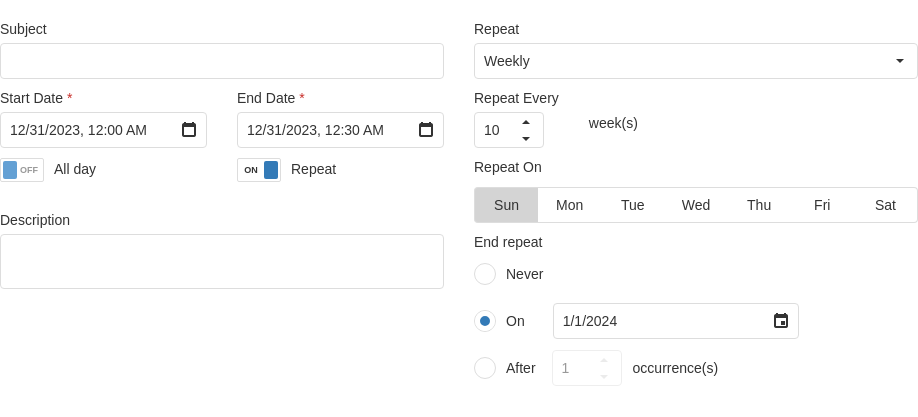 Subject
Start Date *
12/31/2023, 12:00 AM
End Date *
12/31/2023, 12:30 AM
OFF All day
ON Repeat
Description
Repeat
Weekly
Repeat Every
10 week(s)
Repeat On
Sun Mon Tue Wed Thu Fri Sat
End repeat
Never
On 1/1/2024
After 1 occurrence(s)